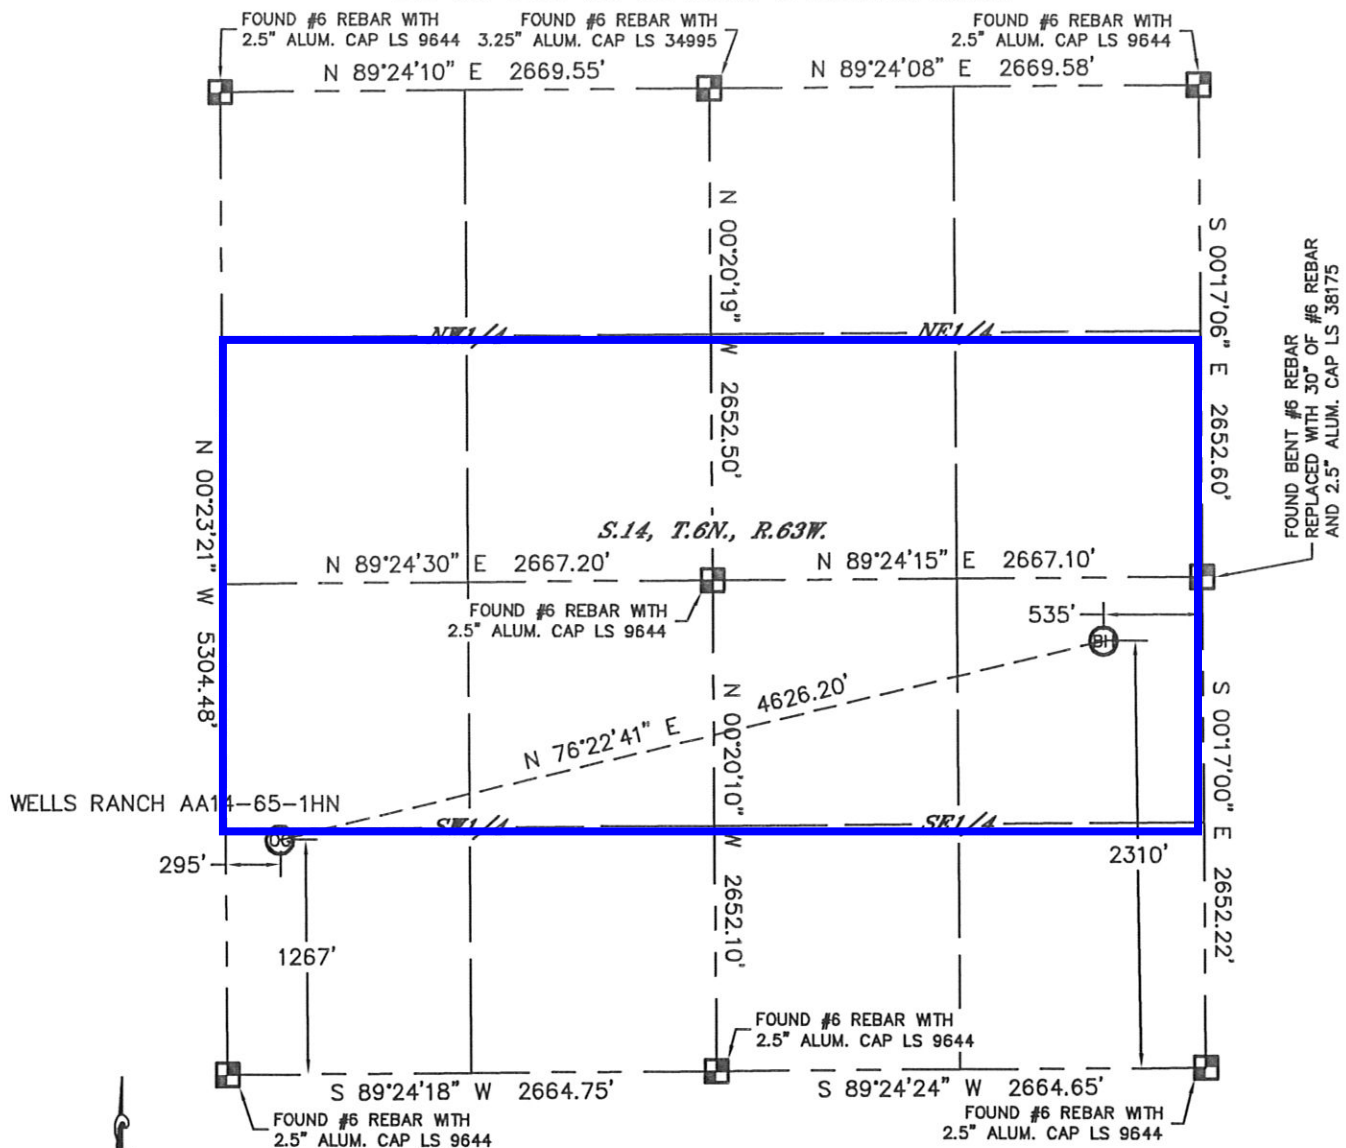 FOUND #6 REBAR WITH
2.5" ALUM. CAP LS 9644
FOUND #6 REBAR WITH
3.25" ALUM. CAP LS 34995
FOUND #6 REBAR WITH
2.5" ALUM. CAP LS 9644
N 89°24'10" E 2669.55'
N 89°24'08" E 2669.58'
N 00°20'19" W 2652.50'
S 00°17'06" E 2652.60'
FOUND BENT #6 REBAR
REPLACED WITH 30" OF #6 REBAR
AND 2.5" ALUM. CAP LS 38175
NW1/4
NE1/4
N 00°23'21" W 5304.48'
S.14, T.6N., R.63W.
N 89°24'30" E 2667.20'
N 89°24'15" E 2667.10'
FOUND #6 REBAR WITH
2.5" ALUM. CAP LS 9644
535'
BH
4626.20'
N 76°22'41" E
N 00°20'10" W 2652.10'
S 00°17'00" E 2652.22'
WELLS RANCH AA14-65-1HN
SW1/4
SE1/4
OG
295'
2310'
1267'
FOUND #6 REBAR WITH
2.5" ALUM. CAP LS 9644
S 89°24'18" W 2664.75'
S 89°24'24" W 2664.65'
FOUND #6 REBAR WITH
2.5" ALUM. CAP LS 9644
FOUND #6 REBAR WITH
2.5" ALUM. CAP LS 9644